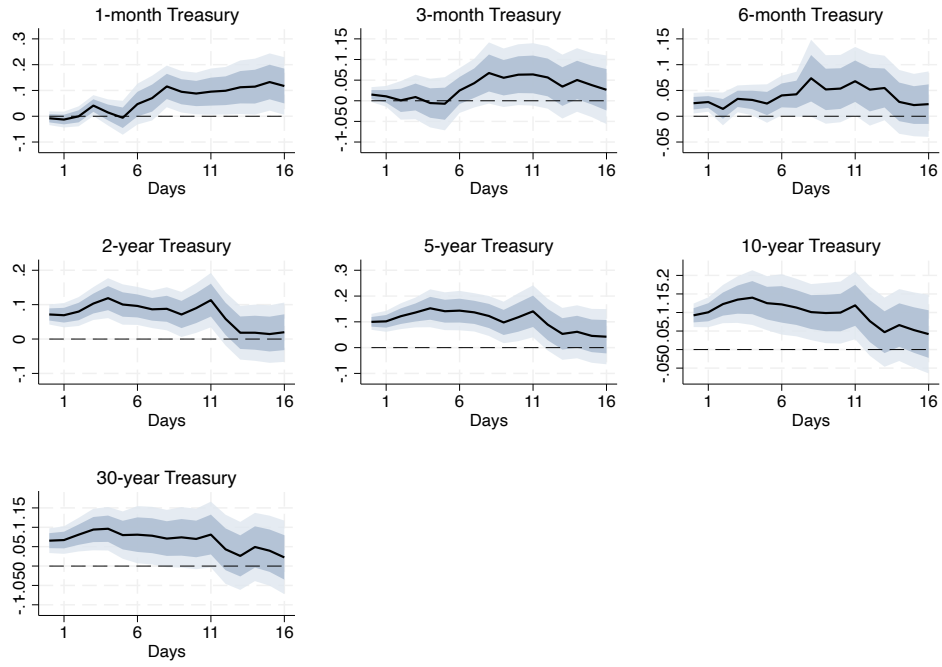 1-month Treasury
.3
.2
.1
0
-.1
1 6 11 16
Days
3-month Treasury
-.1-.050 .05 .1 .15
1 6 11 16
Days
6-month Treasury
-.05 0 .05 .1 .15
1 6 11 16
Days
2-year Treasury
.2
.1
0
-.1
1 6 11 16
Days
5-year Treasury
.3
.2
.1
0
-.1
1 6 11 16
Days
10-year Treasury
-.050 .05 .1 .15 .2
1 6 11 16
Days
30-year Treasury
-.1-.050 .05 .1 .15
1 6 11 16
Days